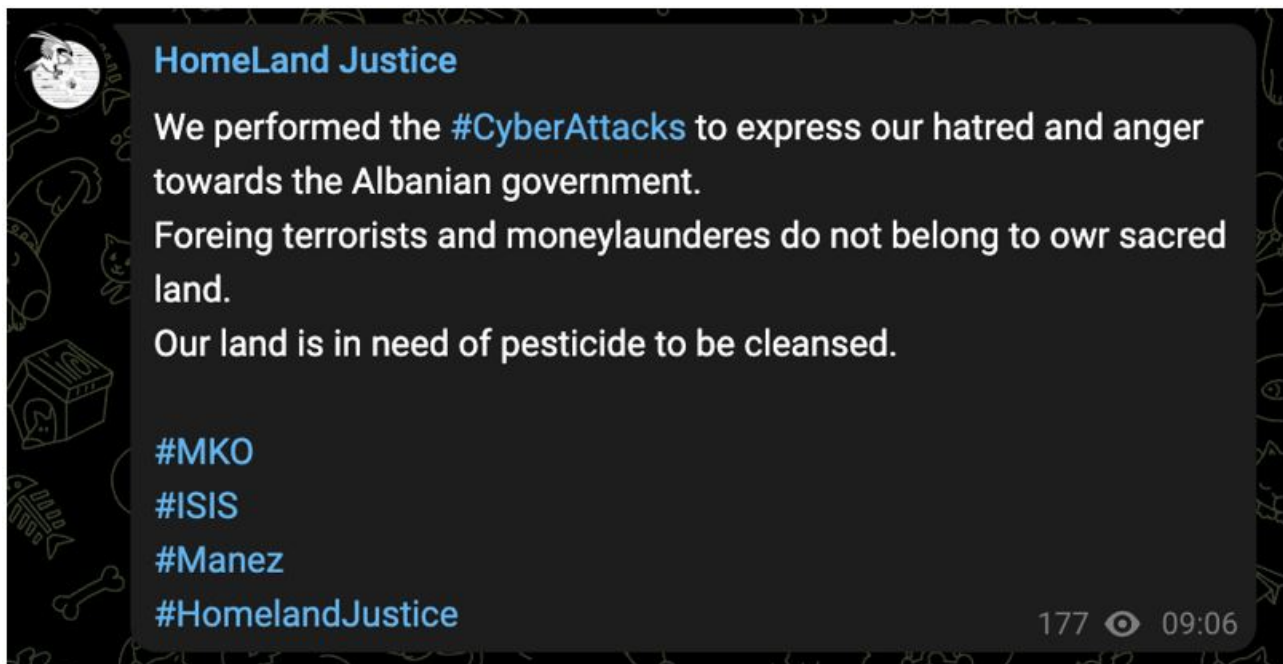 HomeLand Justice
We performed the #CyberAttacks to express our hatred and anger
towards the Albanian government.
Foreing terrorists and moneylaunderes do not belong to owr sacred
land.
Our land is in need of pesticide to be cleansed.
#MKO
#ISIS
#Manez
#HomelandJustice
177 09:06